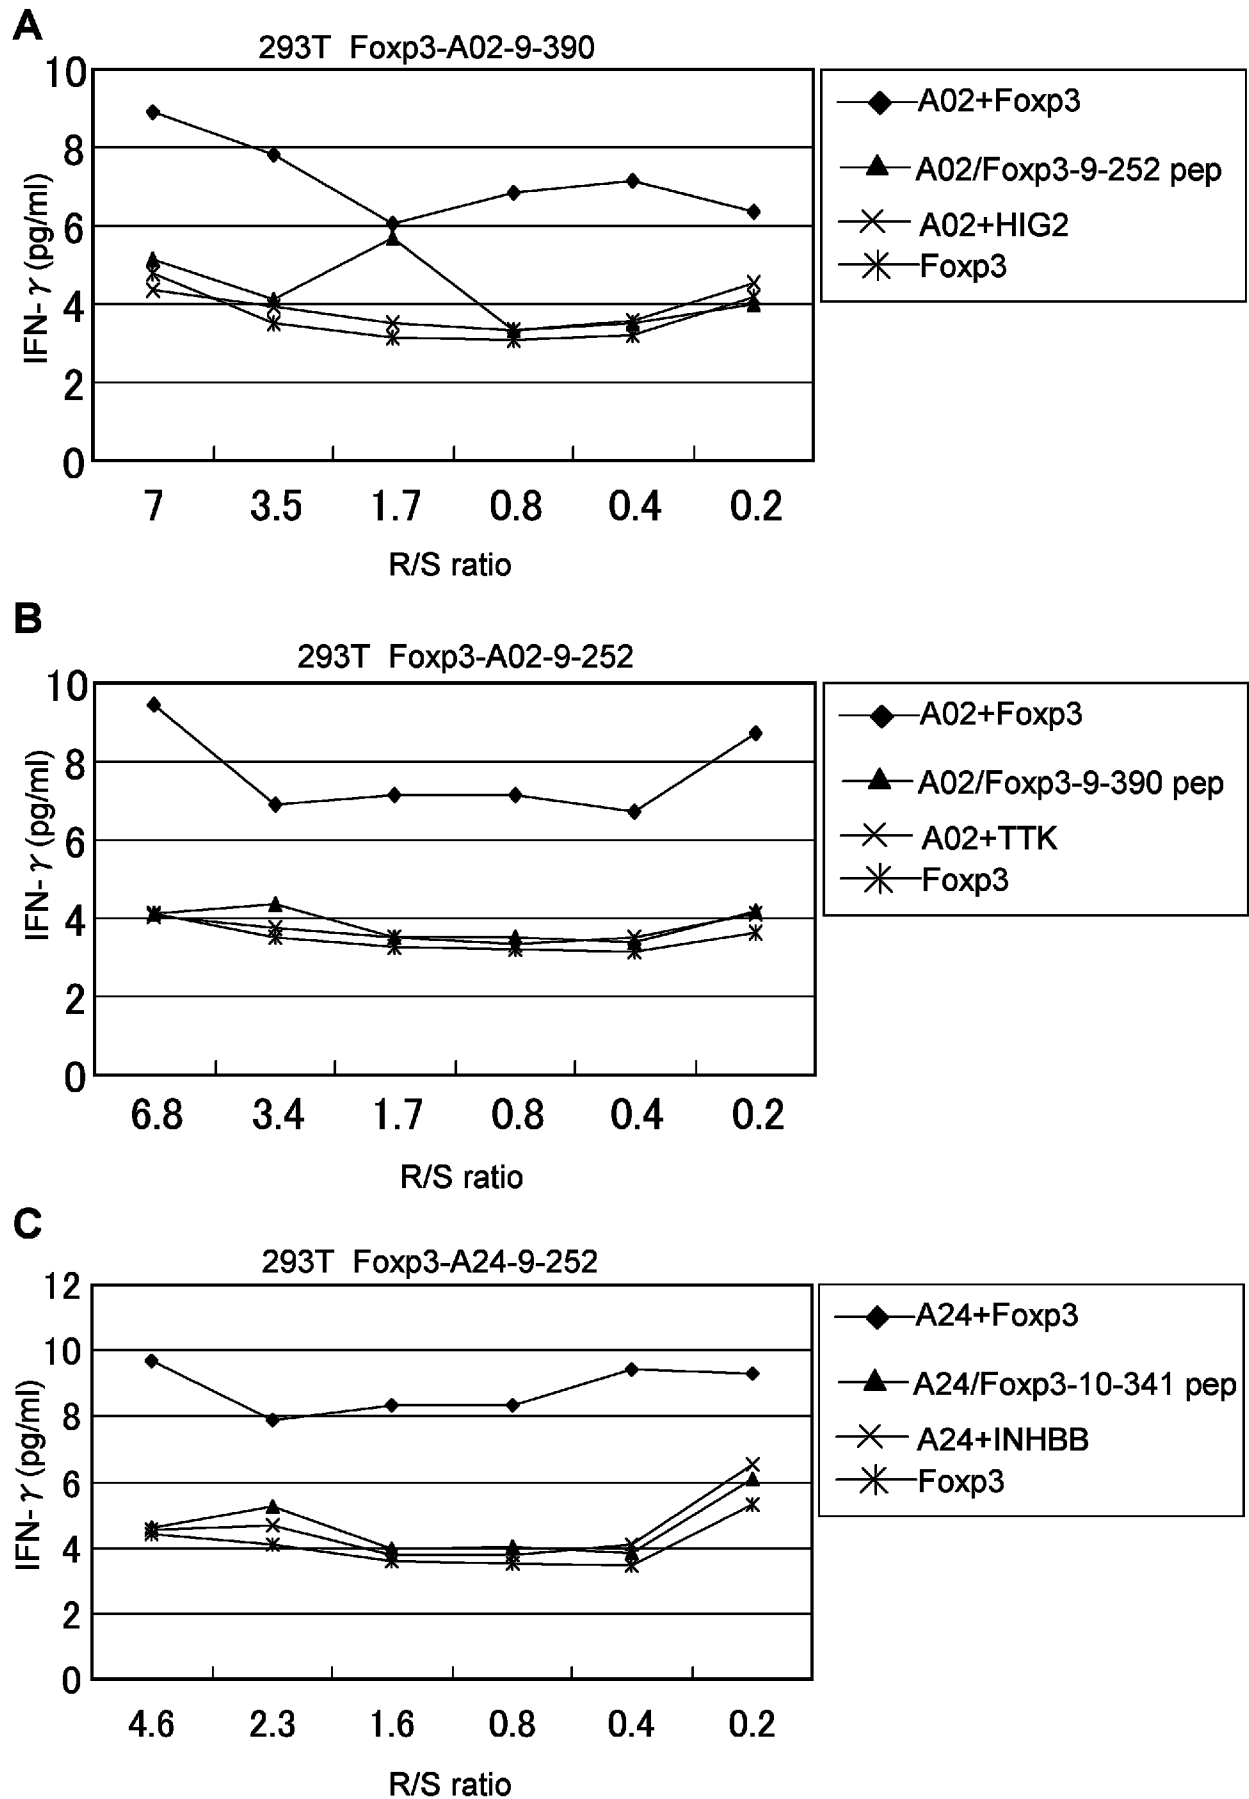 A
293T Foxp3-A02-9-390
10
8
6
4
2
0
IFN-γ (pg/ml)
7 3.5 1.7 0.8 0.4 0.2
R/S ratio
A02+Foxp3
A02/Foxp3-9-252 pep
A02+HIG2
Foxp3
B
293T Foxp3-A02-9-252
10
8
6
4
2
0
IFN-γ (pg/ml)
6.8 3.4 1.7 0.8 0.4 0.2
R/S ratio
A02+Foxp3
A02/Foxp3-9-390 pep
A02+TTK
Foxp3
C
293T Foxp3-A24-9-252
12
10
8
6
4
2
0
IFN-γ (pg/ml)
4.6 2.3 1.6 0.8 0.4 0.2
R/S ratio
A24+Foxp3
A24/Foxp3-10-341 pep
A24+INHBB
Foxp3